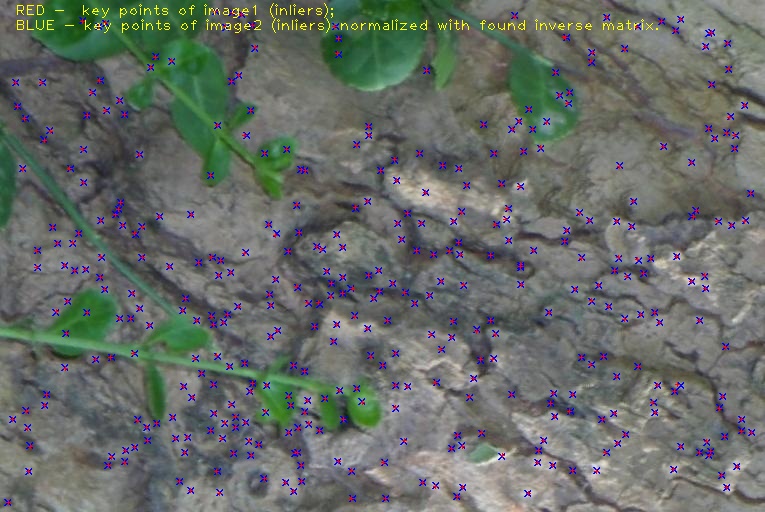 RED - key points of image1 (inliers);
BLUE - key points of image2 (inliers) normalized with found inverse matrix.